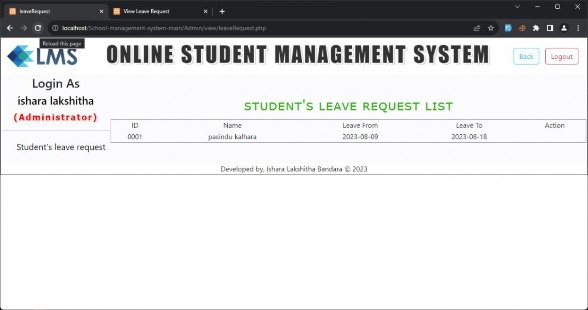 leaveRequest
View Leave Request
localhost/School-management-system-main/Admin/view/leaveRequest.php
Reload this page
LMS
ONLINE STUDENT MANAGEMENT SYSTEM
Back
Logout
Login As
ishara lakshitha
(Administrator)
Student's leave request
STUDENT'S LEAVE REQUEST LIST
ID Name Leave From Leave To Action
0001 pasindu kalhara 2023-08-09 2023-08-18
Developed by, Ishara Lakshitha Bandara © 2023